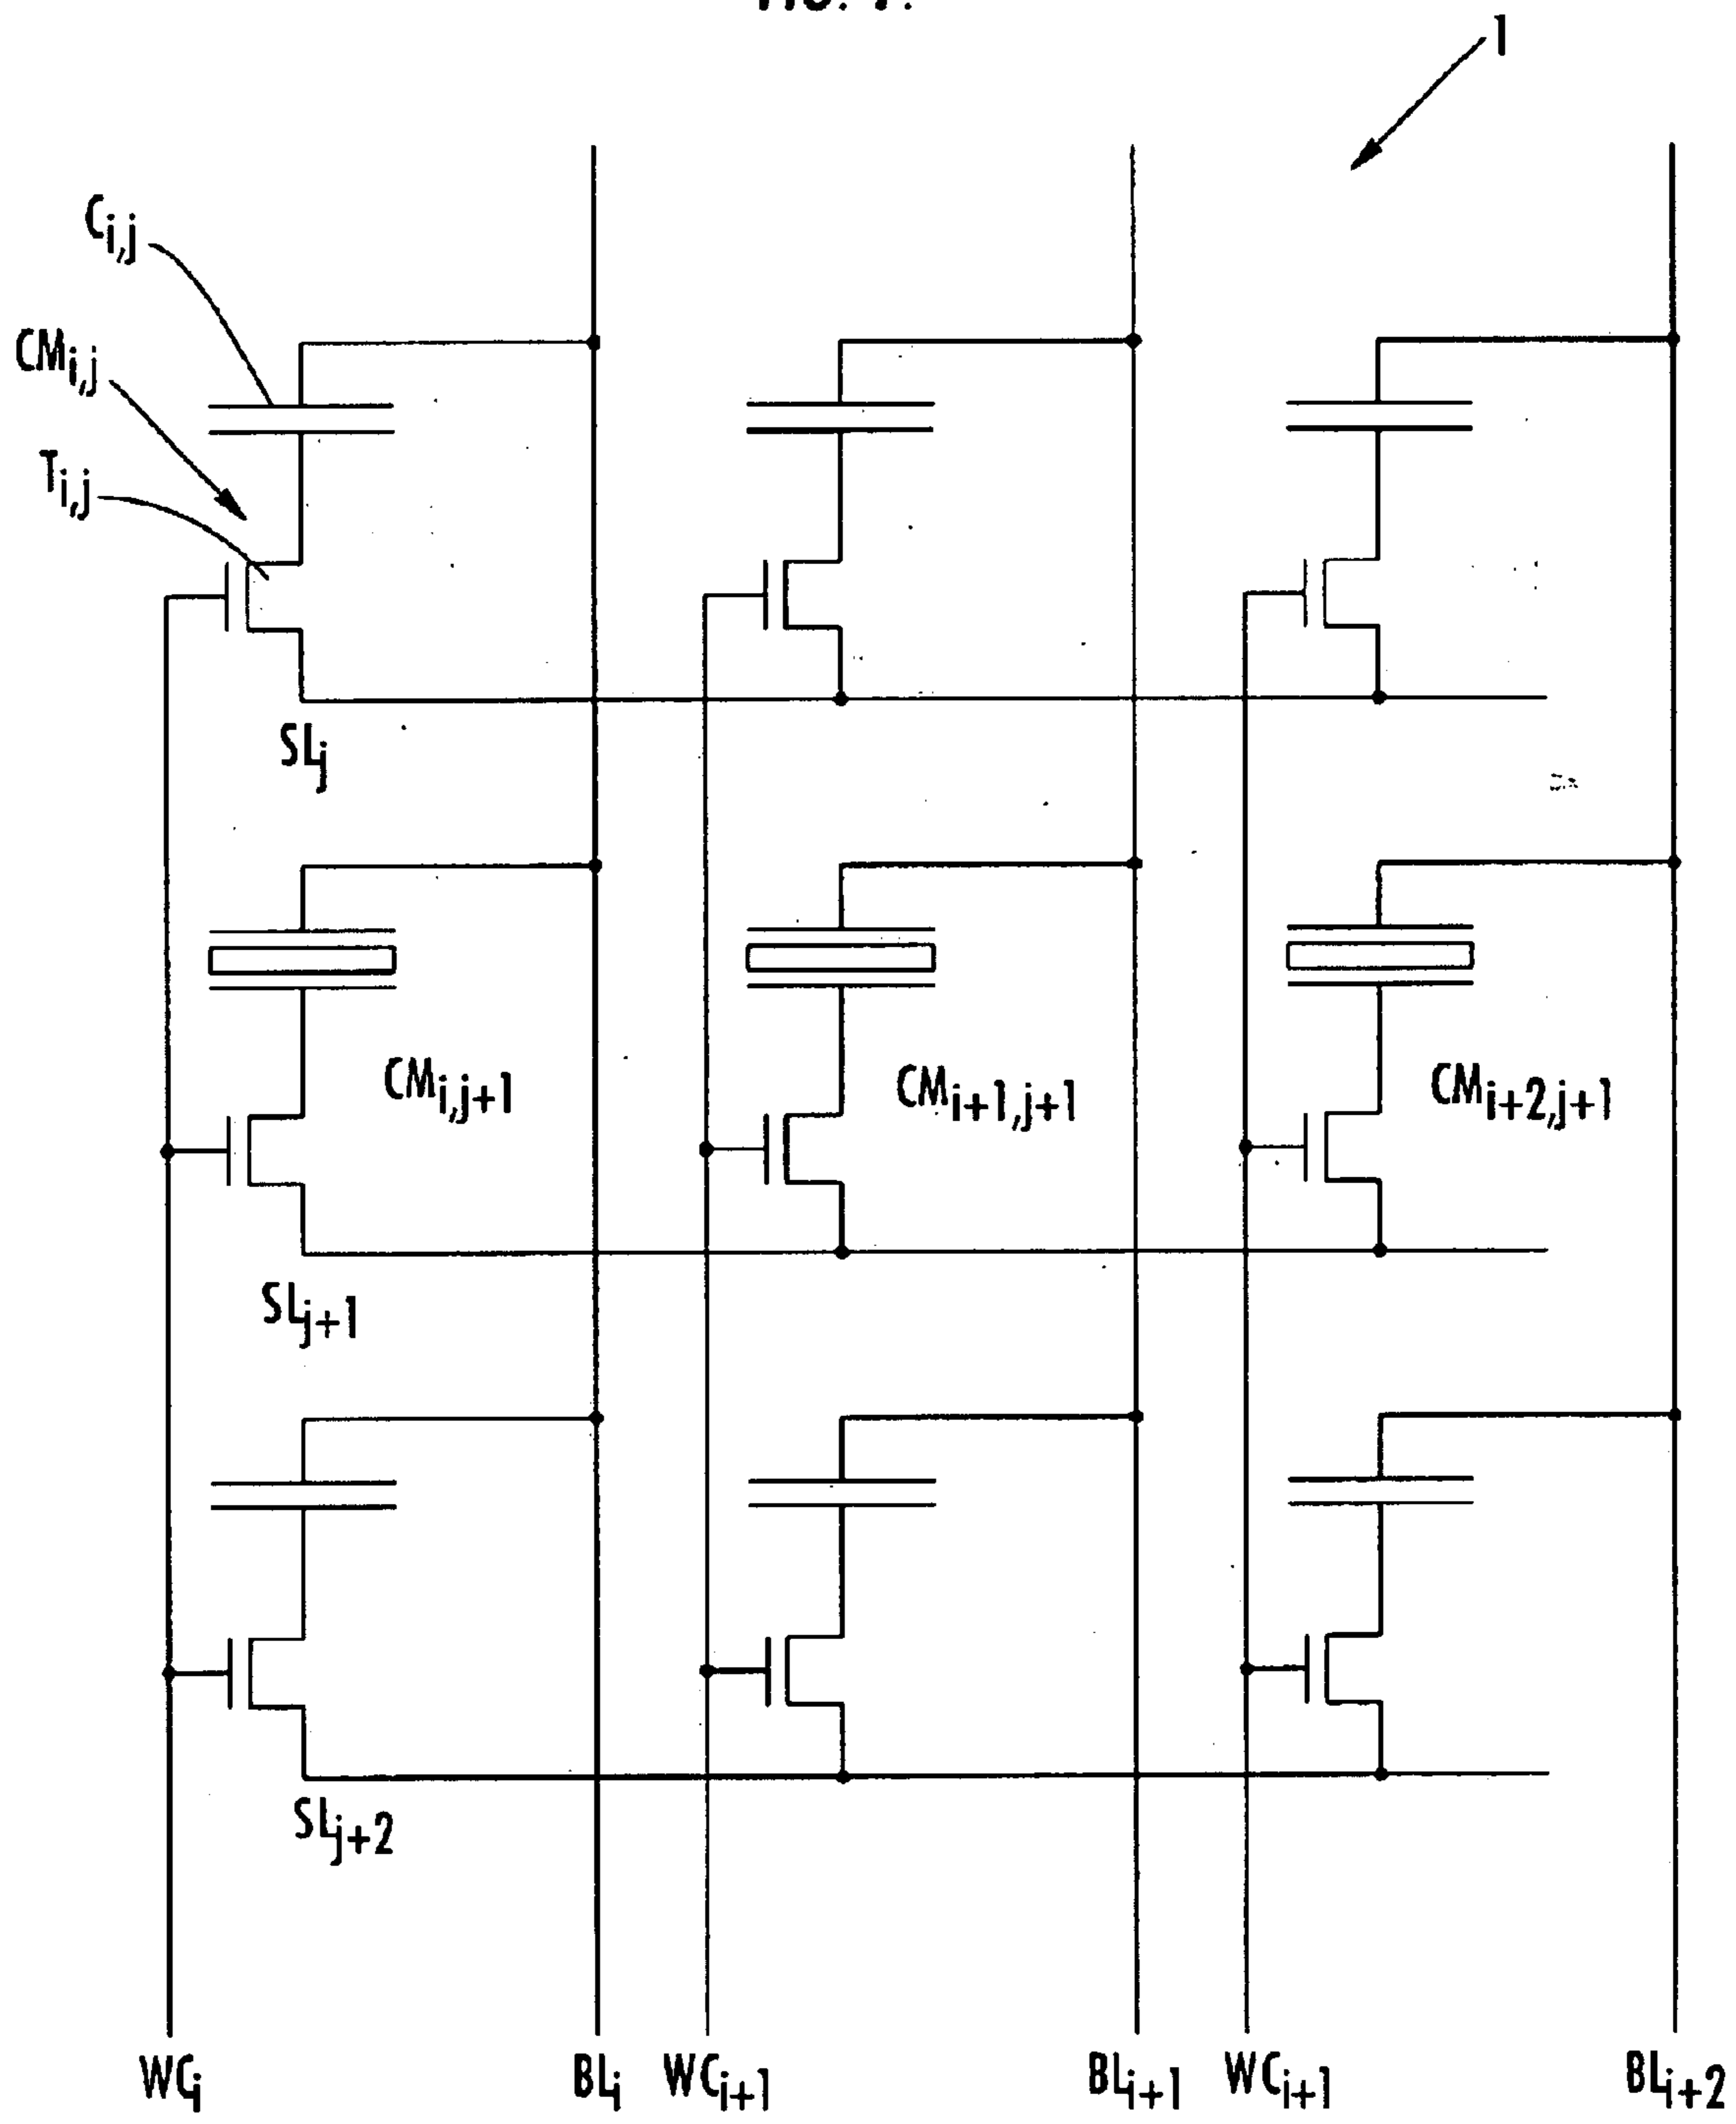 1
C_{i,j}
CM_{i,j}
T_{i,j}
SL_j
CM_{i,j+1} CM_{i+1,j+1} CM_{i+2,j+1}
SL_{j+1}
SL_{j+2}
WC_i BL_i WC_{i+1} BL_{i+1} WC_{i+1} BL_{i+2}